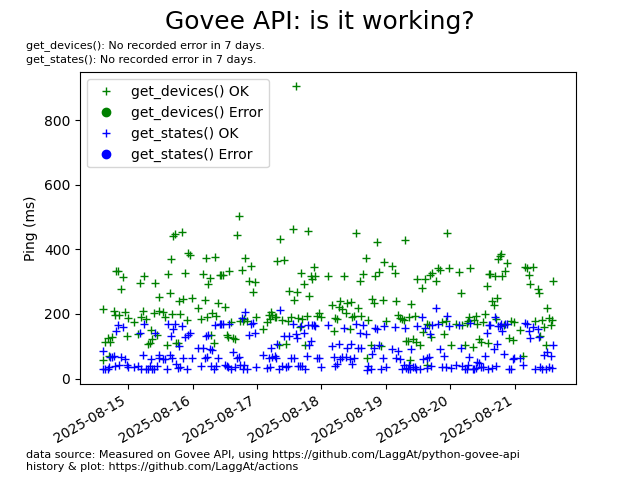 Govee API: is it working?
get_devices(): No recorded error in 7 days.
get_states(): No recorded error in 7 days.
get_devices() OK
get_devices() Error
get_states() OK
get_states() Error
Ping (ms)
800
600
400
200
0
2025-08-15
2025-08-16
2025-08-17
2025-08-18
2025-08-19
2025-08-20
2025-08-21
data source: Measured on Govee API, using https://github.com/LaggAt/python-govee-api
history & plot: https://github.com/LaggAt/actions